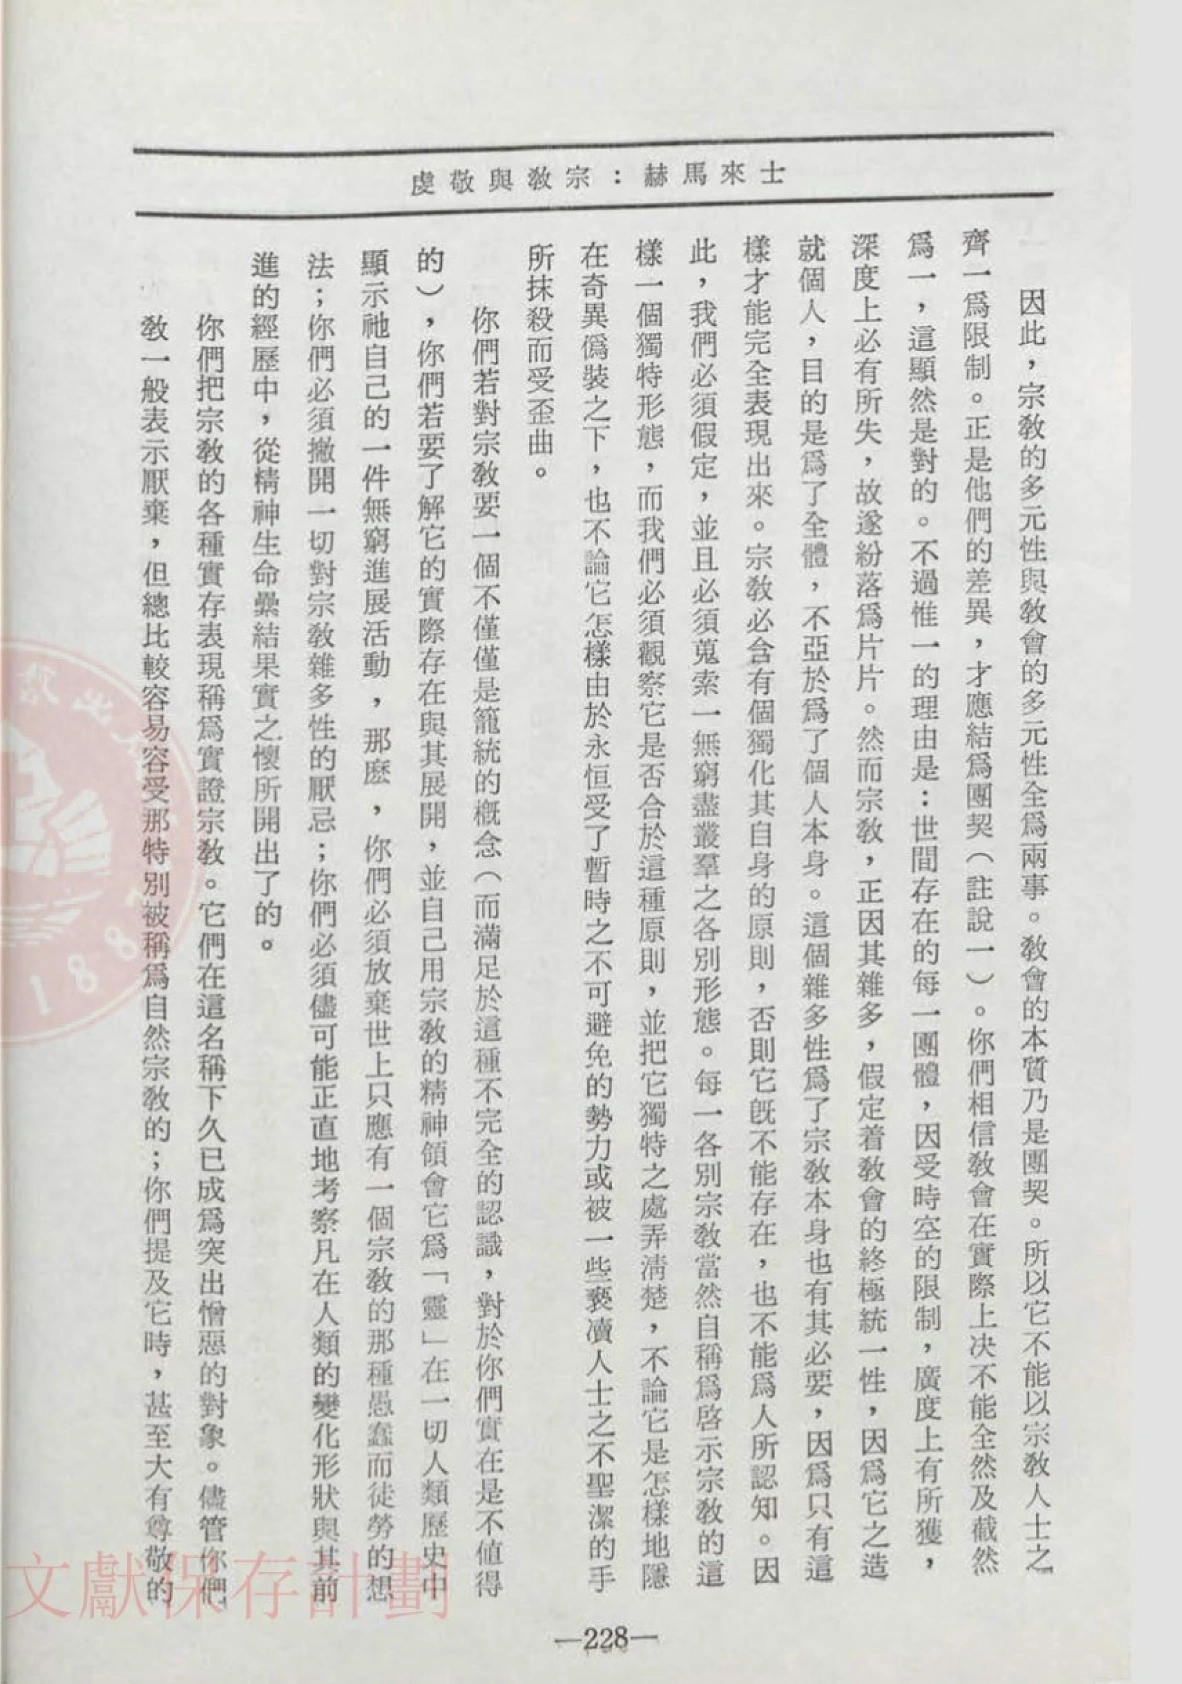 虔敬與教宗：赫馬來士
因此，宗教的多元性與教會的多元性全爲兩事。教會的本質乃是團契。所以它不能以宗教人士之
齊一爲限制。正是他們的差異，才應結爲團契（註說一）。你們相信教會在實際上決不能全然及截然
爲一，這顯然是對的。不過惟一的理由是：世間存在的每一團體，因受時空的限制，廣度上有所獲，
深度上必有所失，故遂紛落爲片片。然而宗教，正因其雜多，假定着教會的終極統一性，因爲它之造
就個人，目的是爲了全體，不亞於爲了個人本身。這個雜多性爲了宗教本身也有其必要，因爲只有這
樣才能完全表現出來。宗教必含有個獨化其自身的原則，否則它既不能存在，也不能爲人所認知。因
此，我們必須假定，並且必須蒐索一無窮盡叢羣之各別形態。每一各別宗教當然自稱爲啓示宗教的這
樣一個獨特形態，而我們必須觀察它是否合於這種原則，並把它獨特之處弄清楚，不論它是怎樣地隱
在奇異僞裝之下，也不論它怎樣由於永恒受了暫時之不可避免的勢力或被一些褻瀆人士之不聖潔的手
所抹殺而受歪曲。
你們若對宗教要一個不僅僅是籠統的槪念（而滿足於這種不完全的認識，對於你們實在是不値得
的），你們若要了解它的實際存在與其展開，並自己用宗教的精神領會它爲「靈」在一切人類歷史中
顯示祂自己的一件無窮進展活動，那麽，你們必須放棄世上只應有一個宗教的那種愚蠢而徒勞的想
法；你們必須撇開一切對宗教雜多性的厭忌；你們必須儘可能正直地考察凡在人類的變化形狀與其前
進的經歷中，從精神生命纍結果實之懷所開出了的。
你們把宗教的各種實存表現稱爲實證宗教。它們在這名稱下久已成爲突出憎惡的對象。儘管你們
教一般表示厭棄，但總比較容易容受那特別被稱爲自然宗教的；你們提及它時，甚至大有尊敬的
—228—
文獻保存計劃
188